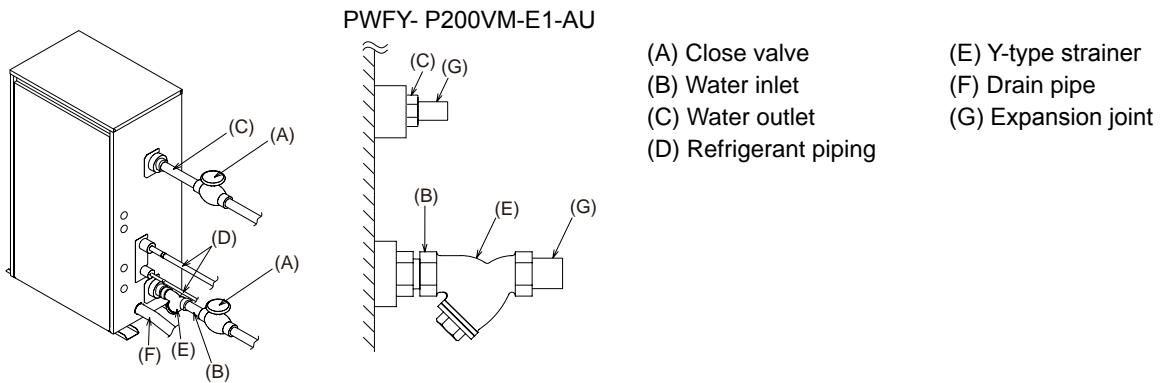 PWFY- P200VM-E1-AU
(C)
(A)
(D)
(A)
(F)
(E)
(B)
(C)
(G)
(B)
(E)
(G)
(A) Close valve
(B) Water inlet
(C) Water outlet
(D) Refrigerant piping
(E) Y-type strainer
(F) Drain pipe
(G) Expansion joint